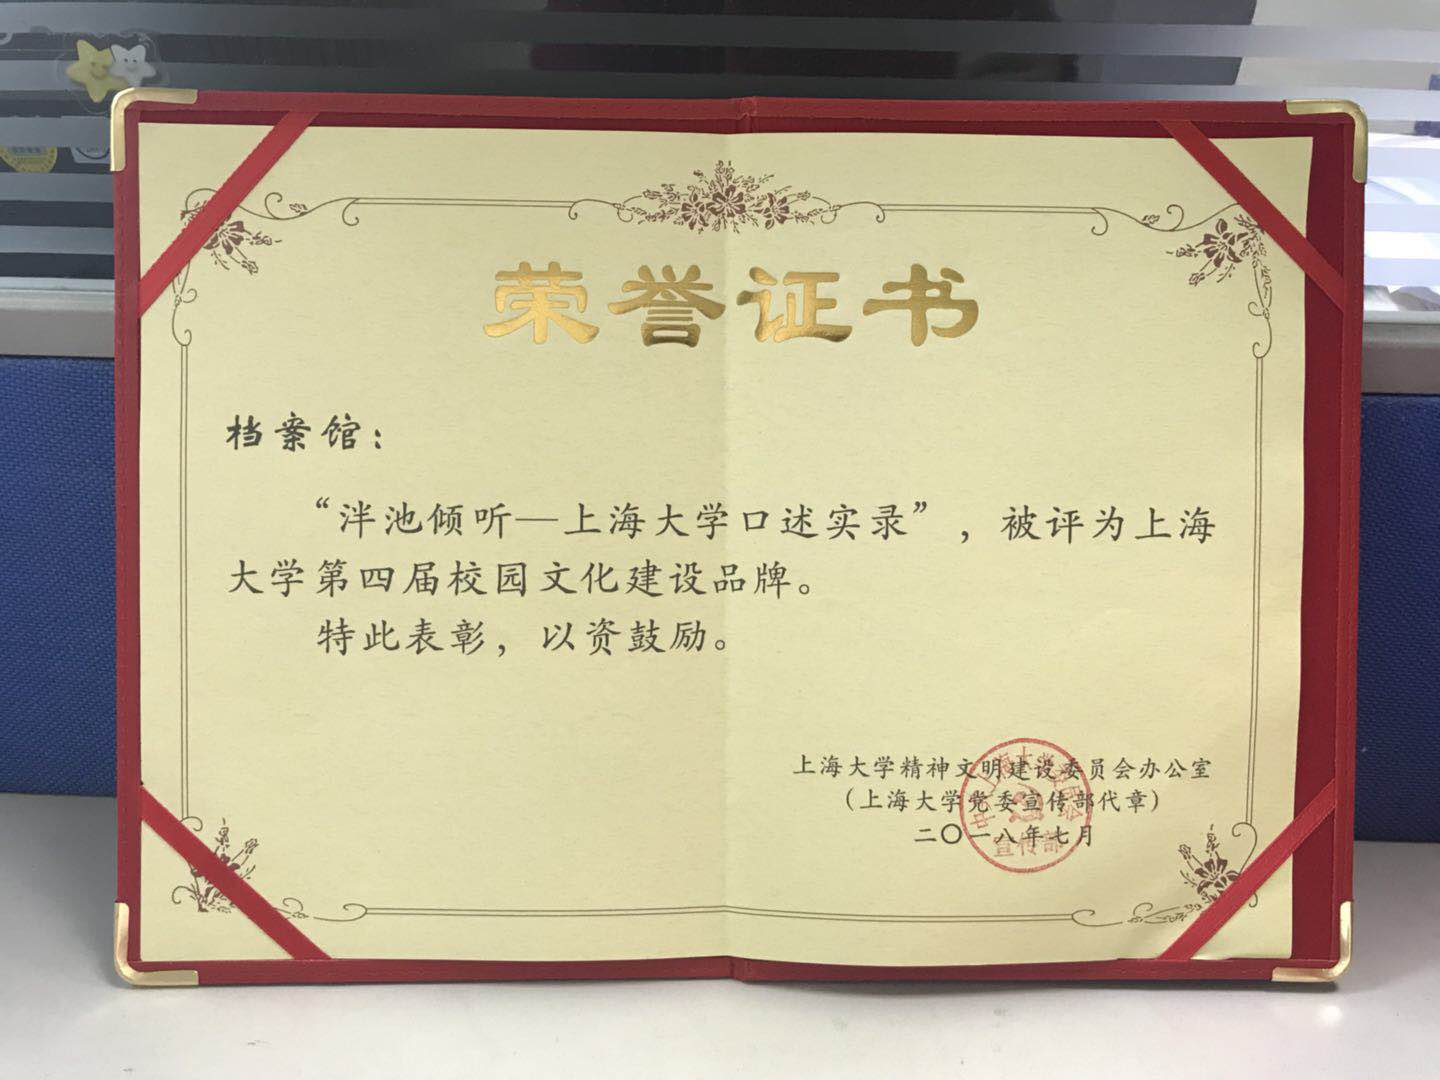 荣誉证书
档案馆：
“泮池倾听—上海大学口述实录”，被评为上海
大学第四届校园文化建设品牌。
特此表彰，以资鼓励。
上海大学精神文明建设委员会办公室
（上海大学党委宣传部代章）
二〇一八年七月
宣传部